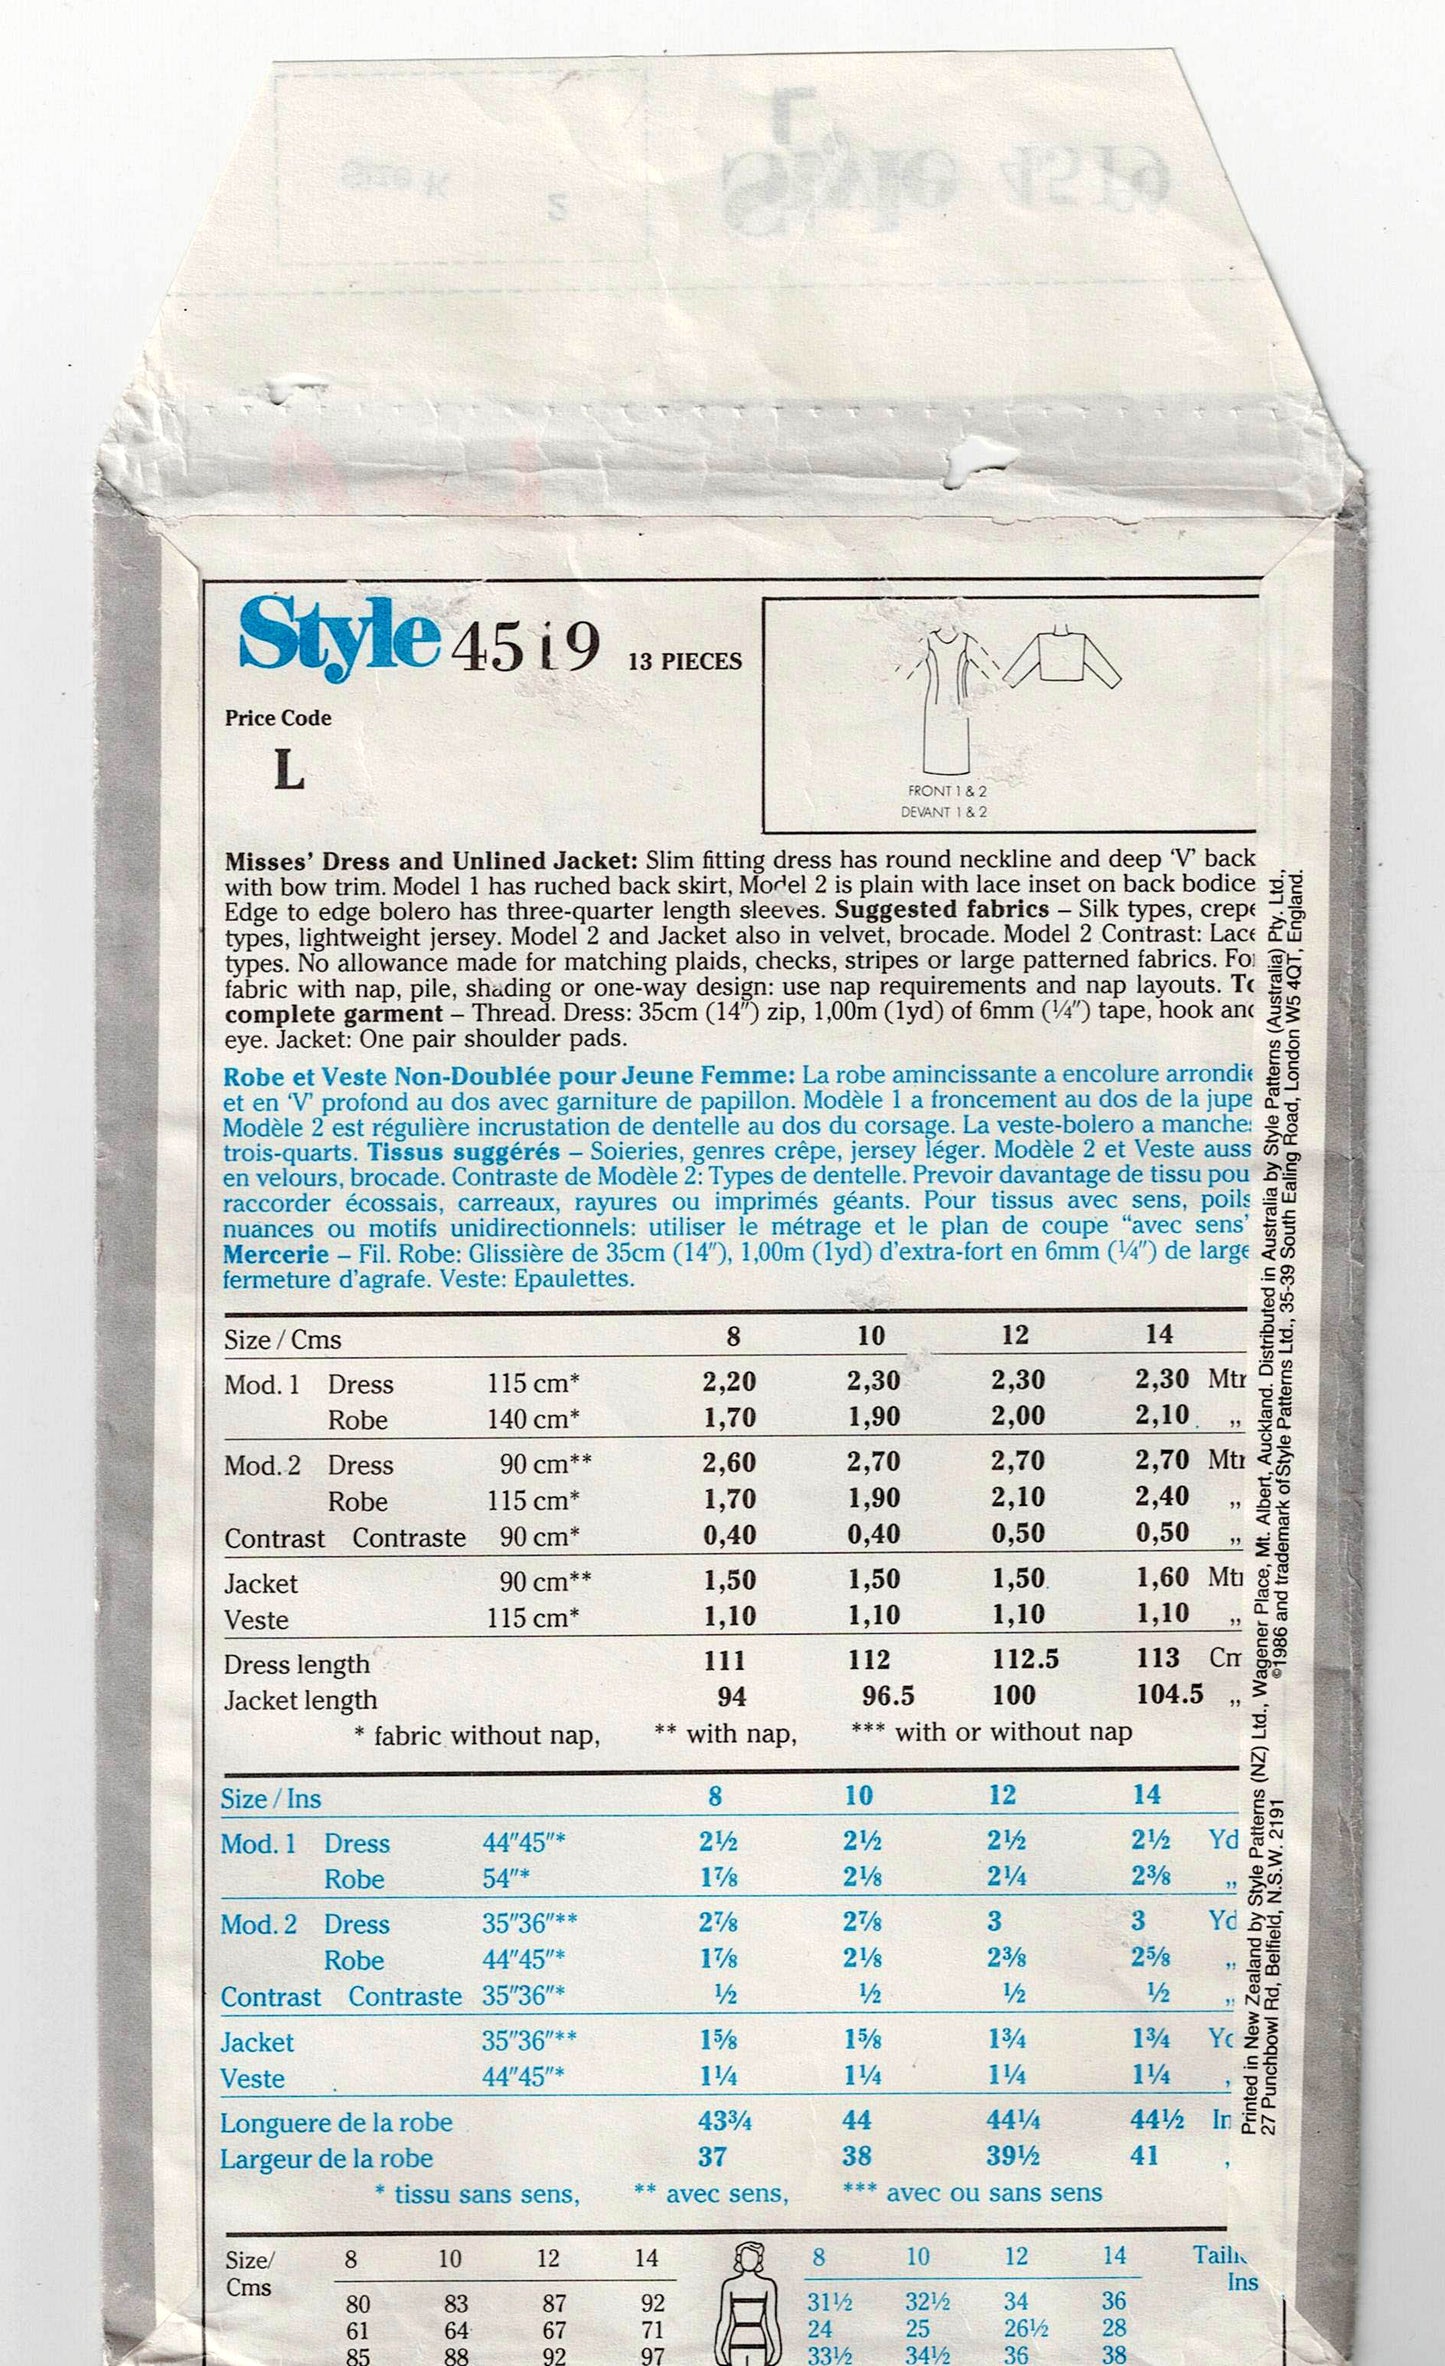 Style 4519 13 PIECES
Price Code
L
FRONT 1 & 2
DEVANT 1 & 2
Misses' Dress and Unlined Jacket: Slim fitting dress has round neckline and deep 'V' back
with bow trim. Model 1 has ruched back skirt, Model 2 is plain with lace inset on back bodice
Edge to edge bolero has three-quarter length sleeves. Suggested fabrics – Silk types, crepe
types, lightweight jersey. Model 2 and Jacket also in velvet, brocade. Model 2 Contrast: Lace
types. No allowance made for matching plaids, checks, stripes or large patterned fabrics. For
fabric with nap, pile, shading or one-way design: use nap requirements and nap layouts. To
complete garment – Thread. Dress: 35cm (14″) zip, 1,00m (1yd) of 6mm (¼″) tape, hook and
eye. Jacket: One pair shoulder pads.
Robe et Veste Non-Doublée pour Jeune Femme: La robe amincissante a encolure arrondie
et en 'V' profond au dos avec garniture de papillon. Modèle 1 a froncement au dos de la jupe
Modèle 2 est régulière incrustation de dentelle au dos du corsage. La veste-bolero a manches
trois-quarts. Tissus suggérés – Soieries, genres crêpe, jersey léger. Modèle 2 et Veste auss
en velours, brocade. Contraste de Modèle 2: Types de dentelle. Prevoir davantage de tissu pou
raccorder écossais, carreaux, rayures ou imprimés géants. Pour tissus avec sens, poils
nuances ou motifs unidirectionnels: utiliser le métrage et le plan de coupe "avec sens'
Mercerie – Fil. Robe: Glissière de 35cm (14″), 1,00m (1yd) d'extra-fort en 6mm (¼″) de large
fermeture d'agrafe. Veste: Epaulettes.
Size / Cms 8 10 12 14
Mod. 1 Dress 115 cm* 2,20 2,30 2,30 2,30 Mtr
Robe 140 cm* 1,70 1,90 2,00 2,10 „
Mod. 2 Dress 90 cm** 2,60 2,70 2,70 2,70 Mtr
Robe 115 cm* 1,70 1,90 2,10 2,40 „
Contrast Contraste 90 cm* 0,40 0,40 0,50 0,50 „
Jacket 90 cm** 1,50 1,50 1,50 1,60 Mtr
Veste 115 cm* 1,10 1,10 1,10 1,10 „
Dress length 111 112 112.5 113 Cm
Jacket length 94 96.5 100 104.5 „
* fabric without nap, ** with nap, *** with or without nap
Size / Ins 8 10 12 14
Mod. 1 Dress 44″45″* 2½ 2½ 2½ 2½ Yd
Robe 54″* 1⅞ 2⅛ 2¼ 2⅜ „
Mod. 2 Dress 35″36″** 2⅞ 2⅞ 3 3 Yd
Robe 44″45″* 1⅞ 2⅛ 2⅜ 2⅝ „
Contrast Contraste 35″36″* ½ ½ ½ ½ „
Jacket 35″36″** 1⅝ 1⅝ 1¾ 1¾ Yd
Veste 44″45″* 1¼ 1¼ 1¼ 1¼ ,
Longuere de la robe 43¾ 44 44¼ 44½ In
Largeur de la robe 37 38 39½ 41 ,
* tissu sans sens, ** avec sens, *** avec ou sans sens
Size/ 8 10 12 14 8 10 12 14 Taille
Cms Ins
80 83 87 92 31½ 32½ 34 36
61 64 67 71 24 25 26½ 28
85 88 92 97 33½ 34½ 36 38
Printed in New Zealand by Style Patterns (NZ) Ltd., Wagener Place, Mt. Albert, Auckland. Distributed in Australia by Style Patterns (Australia) Pty. Ltd.,
27 Punchbowl Rd, Belfield, N.S.W. 2191 ©1986 and trademark of Style Patterns Ltd., 35-39 South Ealing Road, London W5 4QT, England.